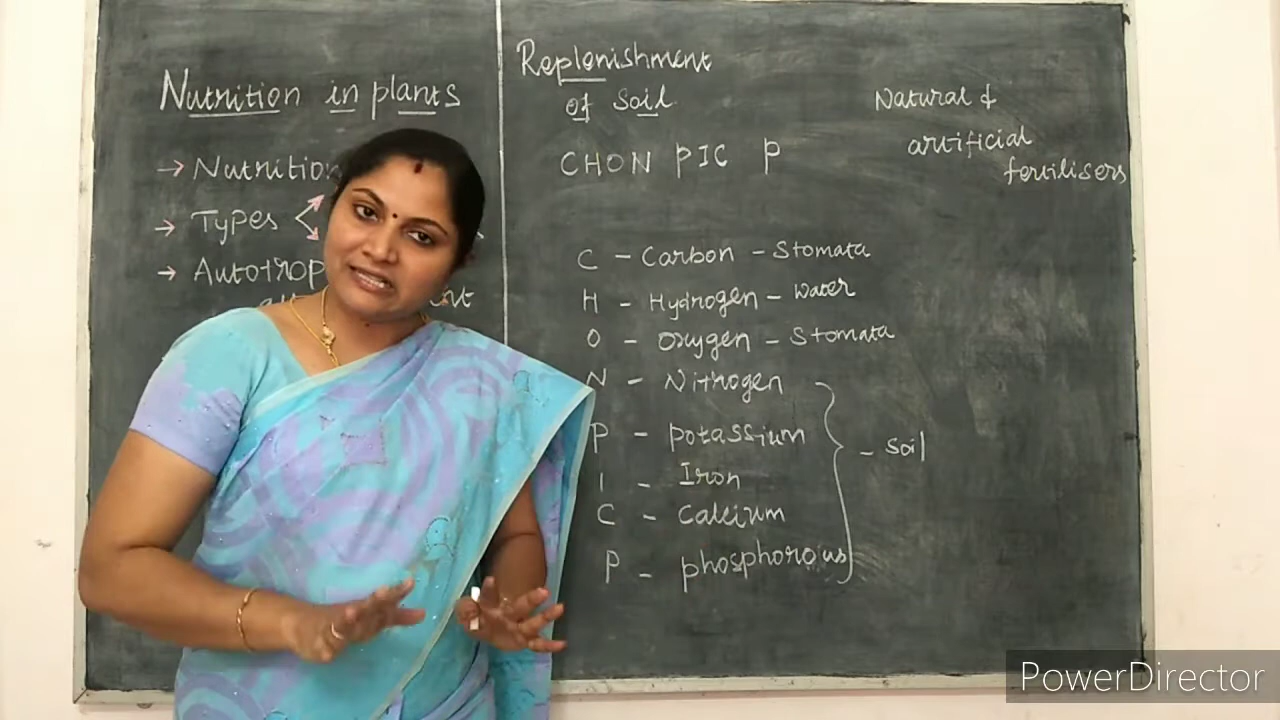 Nutrition in plants
→ Nutrition
→ Types
→ Autotrop
Replenishment
of Soil
CHON PIC P
Natural &
artificial
fertilisers
C - Carbon - Stomata
H - Hydrogen - Water
O - Oxygen - Stomata
N - Nitrogen
P - Potassium
I - Iron
C - Calcium
P - phosphorous
- Soil
PowerDirector